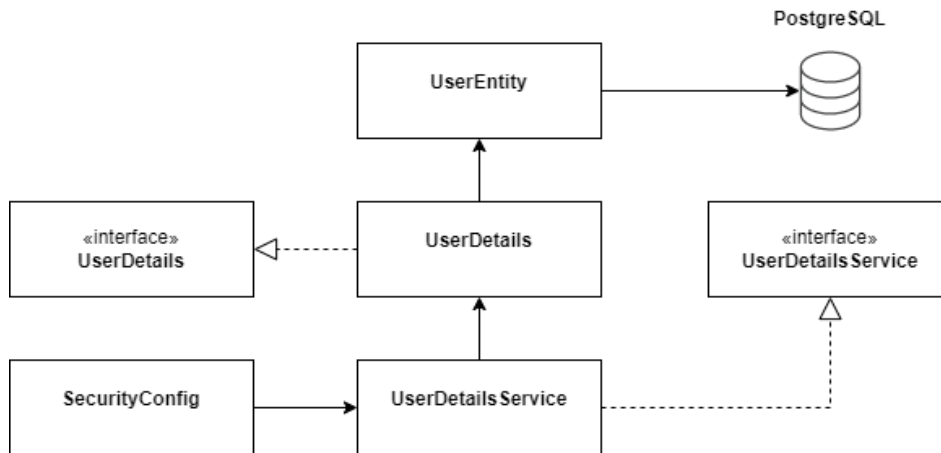 PostgreSQL
UserEntity
«interface»
UserDetails
UserDetails
«interface»
UserDetailsService
SecurityConfig
UserDetailsService